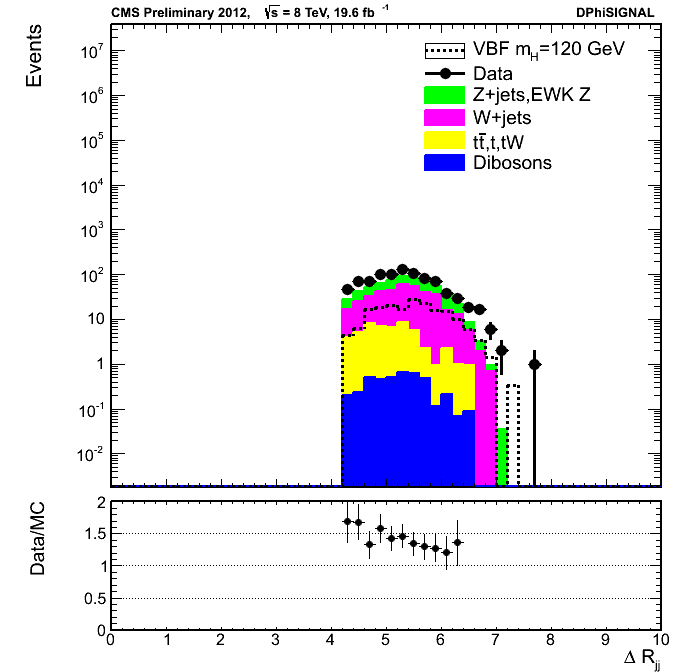 CMS Preliminary 2012, √s = 8 TeV, 19.6 fb⁻¹ DPhiSIGNAL
Events
10⁷
10⁶
10⁵
10⁴
10³
10²
10
1
10⁻¹
10⁻²
VBF m_H=120 GeV
Data
Z+jets,EWK Z
W+jets
tt̄,t,tW
Dibosons
Data/MC
2
1.5
1
0.5
0
0 1 2 3 4 5 6 7 8 9 10
Δ R_jj